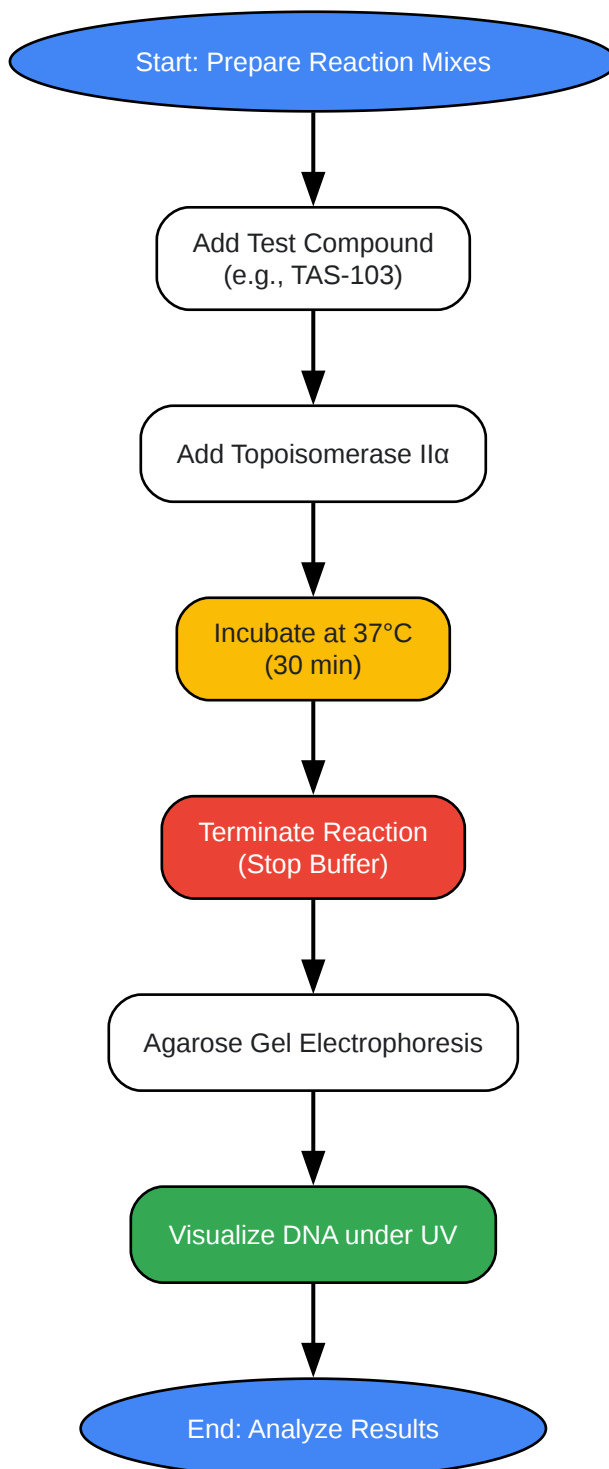 Start: Prepare Reaction Mixes
Add Test Compound
(e.g., TAS-103)
Add Topoisomerase IIα
Incubate at 37°C
(30 min)
Terminate Reaction
(Stop Buffer)
Agarose Gel Electrophoresis
Visualize DNA under UV
End: Analyze Results